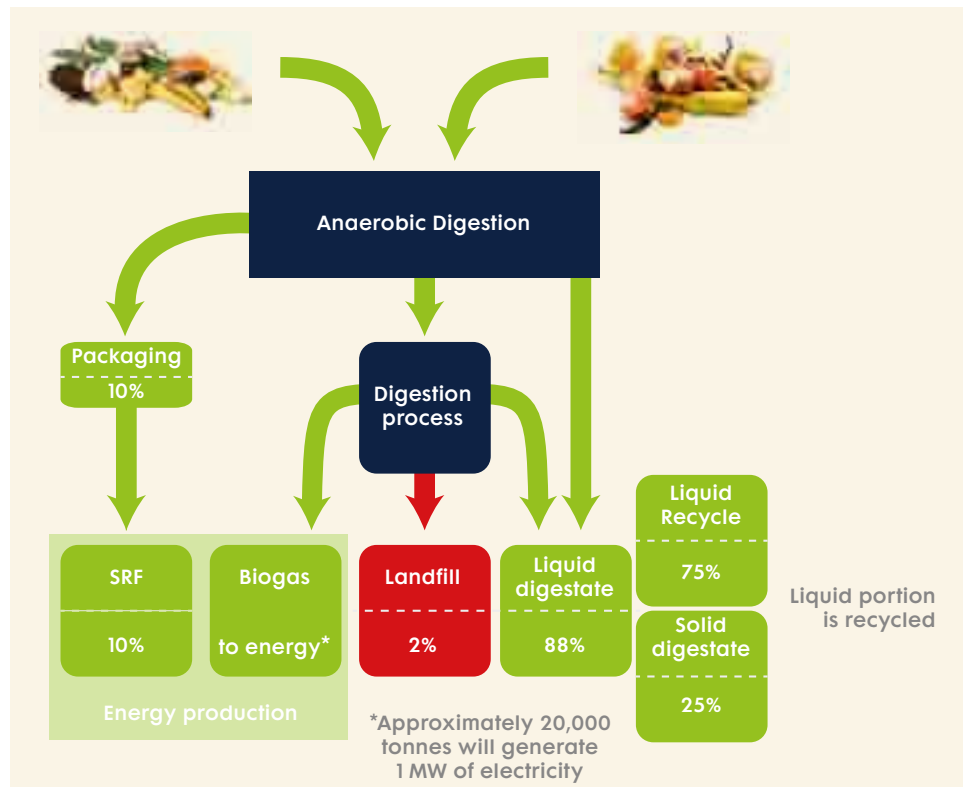 Anaerobic Digestion
Packaging
10%
Digestion
process
SRF
10%
Biogas
to energy*
Energy production
Landfill
2%
Liquid
digestate
88%
Liquid
Recycle
75%
Solid
digestate
25%
Liquid portion
is recycled
*Approximately 20,000
tonnes will generate
1 MW of electricity